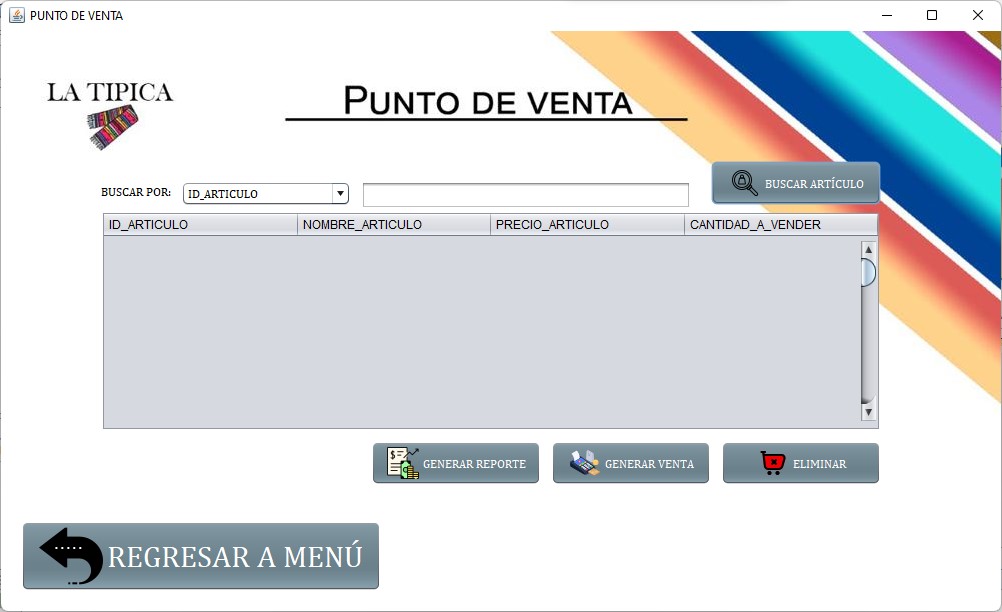 PUNTO DE VENTA
LA TIPICA
PUNTO DE VENTA
BUSCAR POR:
ID_ARTICULO
BUSCAR ARTÍCULO
ID_ARTICULO
NOMBRE_ARTICULO
PRECIO_ARTICULO
CANTIDAD_A_VENDER
$
GENERAR REPORTE
GENERAR VENTA
ELIMINAR
REGRESAR A MENÚ